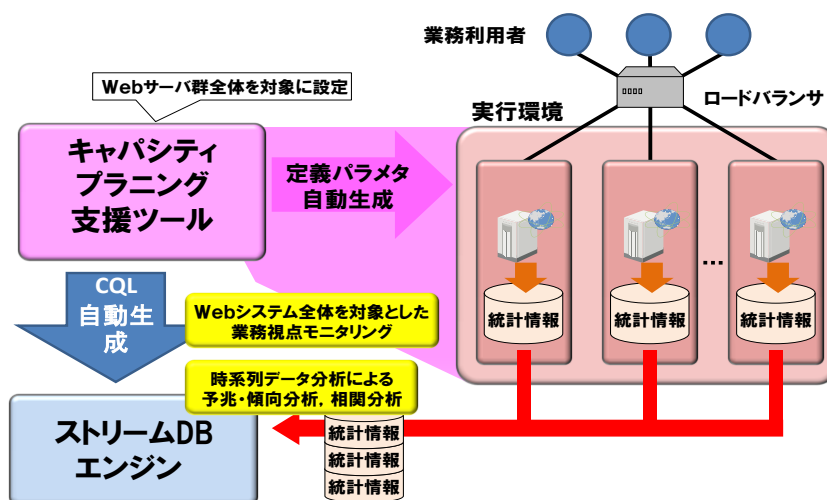 業務利用者
Webサーバ群全体を対象に設定
ロードバランサ
実行環境
キャパシティ
プラニング
支援ツール
定義パラメタ
自動生成
…
CQL
自動生
成
Webシステム全体を対象とした
業務視点モニタリング
統計情報
統計情報
統計情報
時系列データ分析による
予兆・傾向分析,相関分析
ストリームDB
エンジン
統計情報
統計情報
統計情報